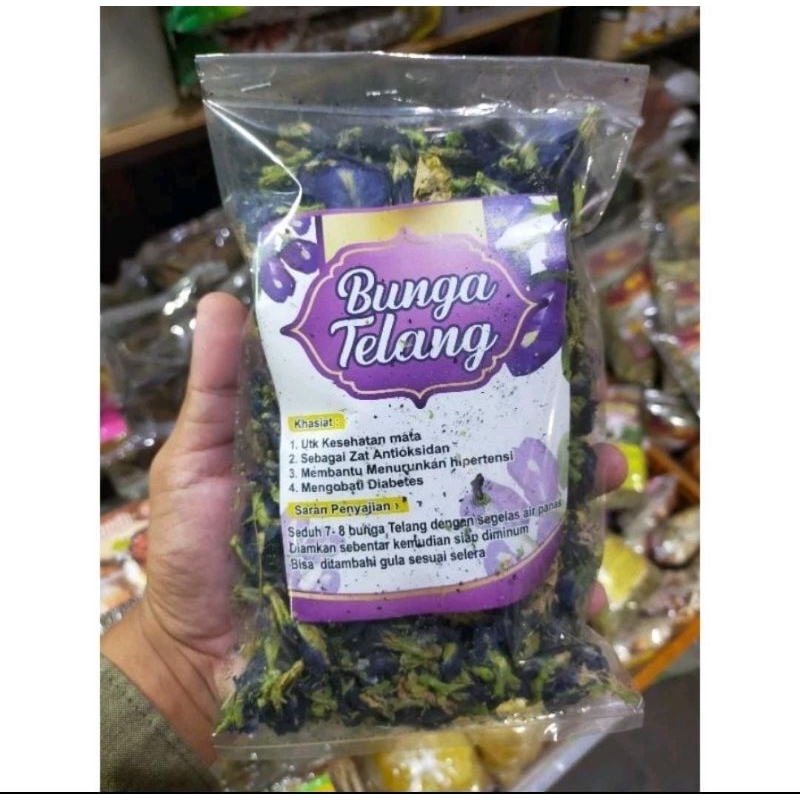 Bunga
Telang
Khasiat :
1. Utk Kesehatan mata
2. Sebagai Zat Antioksidan
3. Membantu Menurunkan hipertensi
4. Mengobati Diabetes
Saran Penyajian :
Seduh 7- 8 bunga Telang dengan segelas air panas
Diamkan sebentar kemudian siap diminum
Bisa ditambahi gula sesuai selera